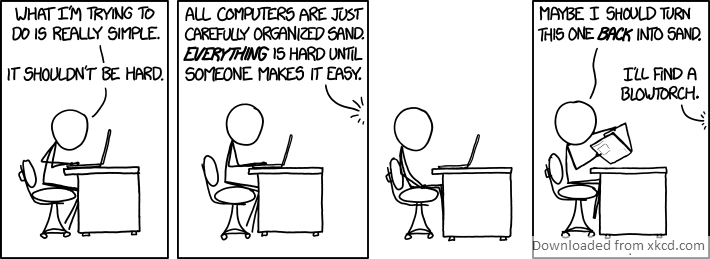 WHAT I'M TRYING TO
DO IS REALLY SIMPLE.
IT SHOULDN'T BE HARD.
ALL COMPUTERS ARE JUST
CAREFULLY ORGANIZED SAND.
EVERYTHING IS HARD UNTIL
SOMEONE MAKES IT EASY.
MAYBE I SHOULD TURN
THIS ONE BACK INTO SAND.
I'LL FIND A
BLOWTORCH.
Downloaded from xkcd.com